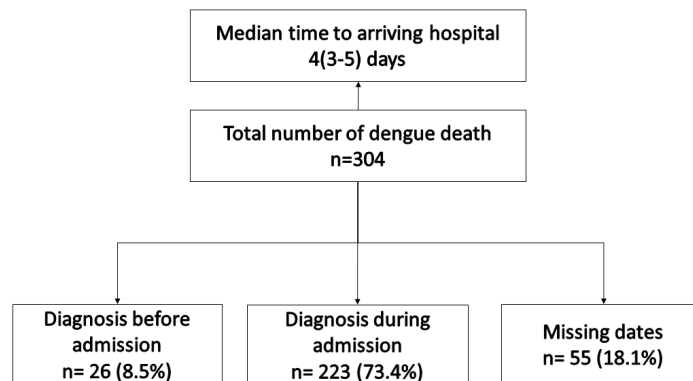 Median time to arriving hospital
4(3-5) days
Total number of dengue death
n=304
Diagnosis before
admission
n= 26 (8.5%)
Diagnosis during
admission
n= 223 (73.4%)
Missing dates
n= 55 (18.1%)